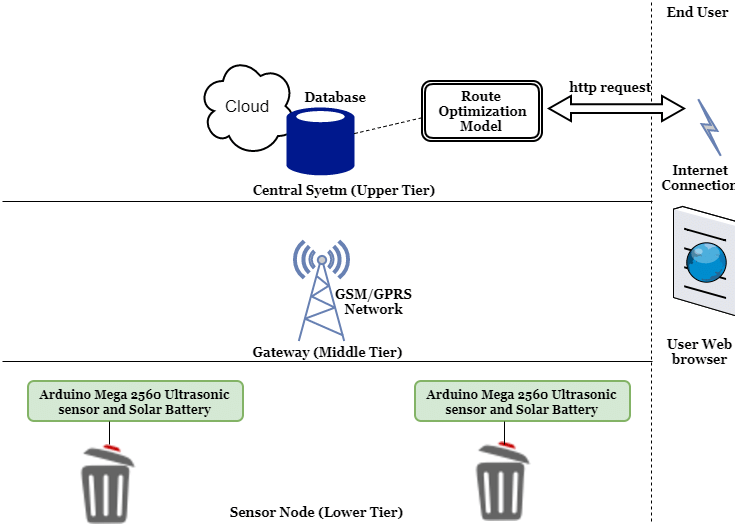 End User
http request
Database
Cloud
Route
Optimization
Model
Internet
Connection
Central Syetm (Upper Tier)
GSM/GPRS
Network
User Web
browser
Gateway (Middle Tier)
Arduino Mega 2560 Ultrasonic
sensor and Solar Battery
Arduino Mega 2560 Ultrasonic
sensor and Solar Battery
Sensor Node (Lower Tier)